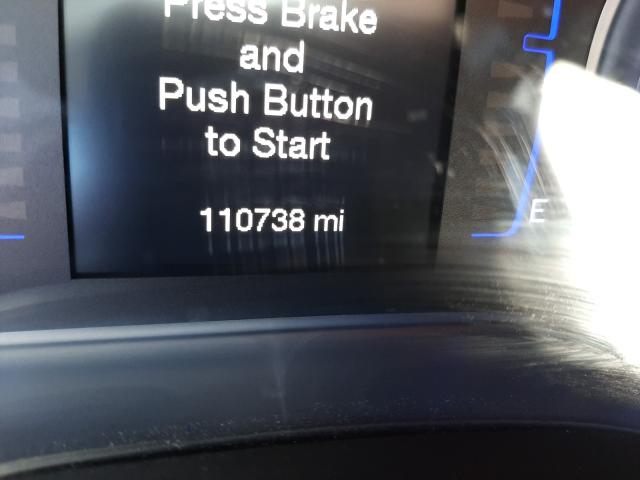 Press Brake
and
Push Button
to Start
110738 mi
E